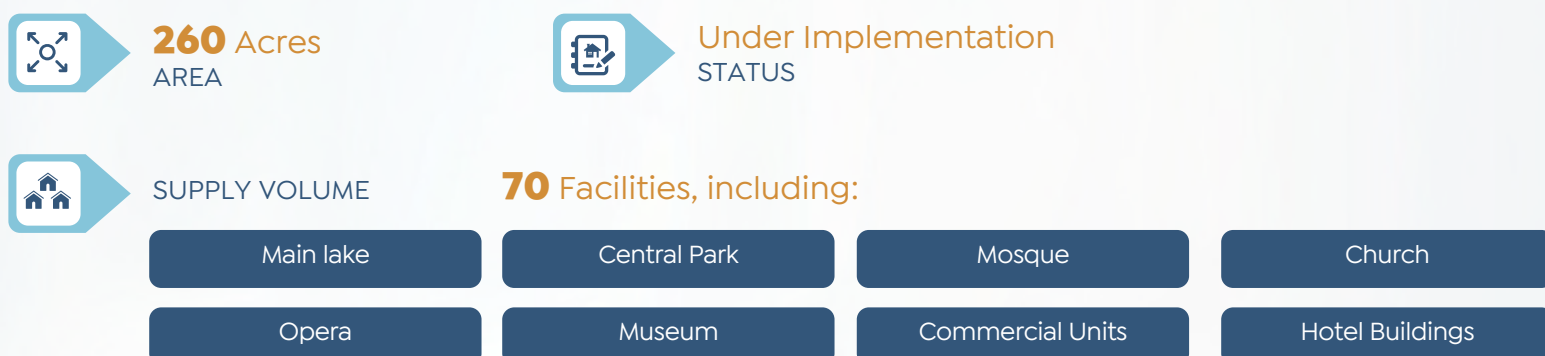 260 Acres
AREA
Under Implementation
STATUS
SUPPLY VOLUME
70 Facilities, including:
Main lake
Central Park
Mosque
Church
Opera
Museum
Commercial Units
Hotel Buildings